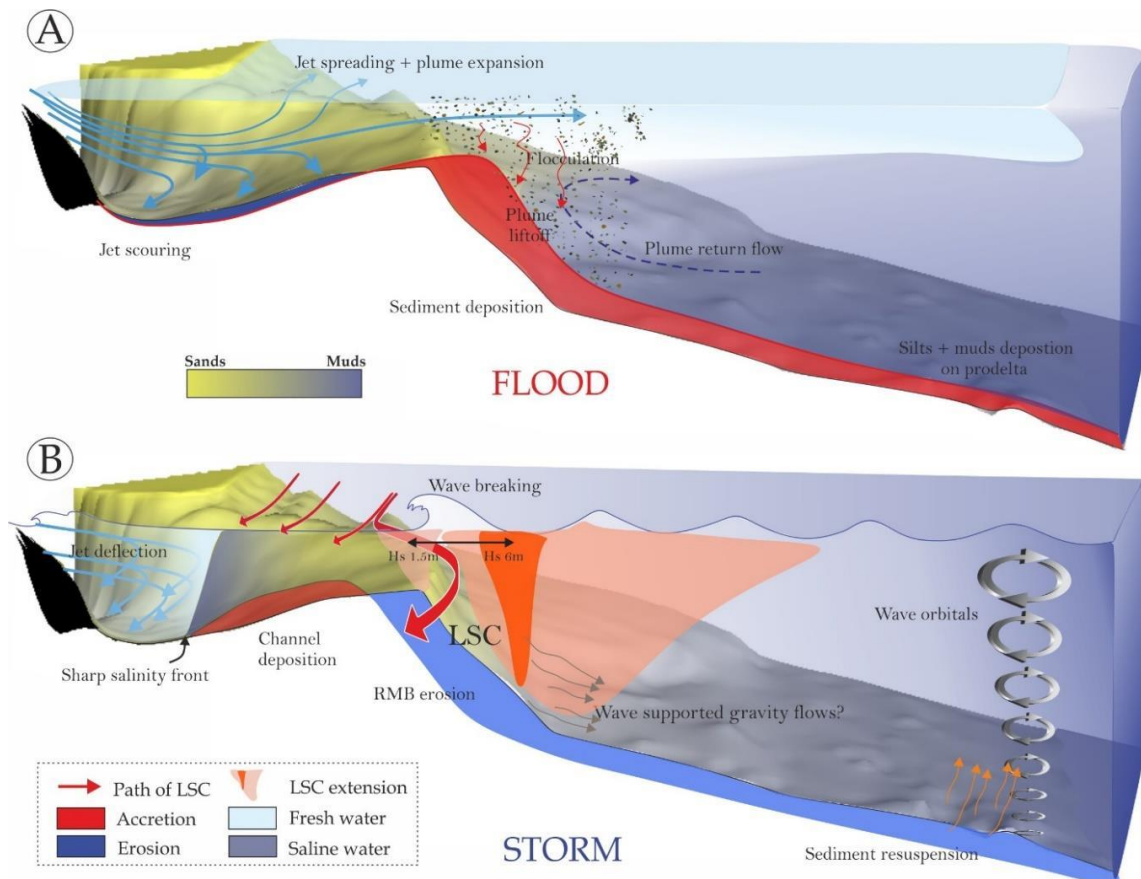 A
Jet spreading + plume expansion
Flocculation
Plume
liftoff
Plume return flow
Jet scouring
Sediment deposition
Silts + muds depostion
on prodelta
Sands Muds
FLOOD
B
Wave breaking
Jet deflection
Hs 1.5m Hs 6m
Wave orbitals
LSC
Channel
deposition
Sharp salinity front
RMB erosion
Wave supported gravity flows?
Path of LSC
LSC extension
Accretion
Fresh water
Erosion
Saline water
STORM
Sediment resuspension